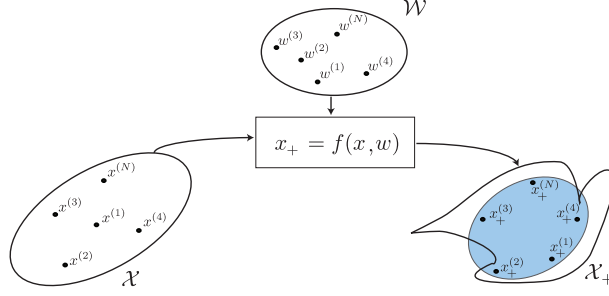 𝒲
w^{(N)}
w^{(3)}
w^{(2)}
w^{(4)}
w^{(1)}
x_+ = f(x, w)
x^{(N)}
x^{(3)}
x^{(1)}
x^{(4)}
x^{(2)}
𝒳
x_+^{(N)}
x_+^{(3)}
x_+^{(4)}
x_+^{(1)}
x_+^{(2)}
𝒳_+